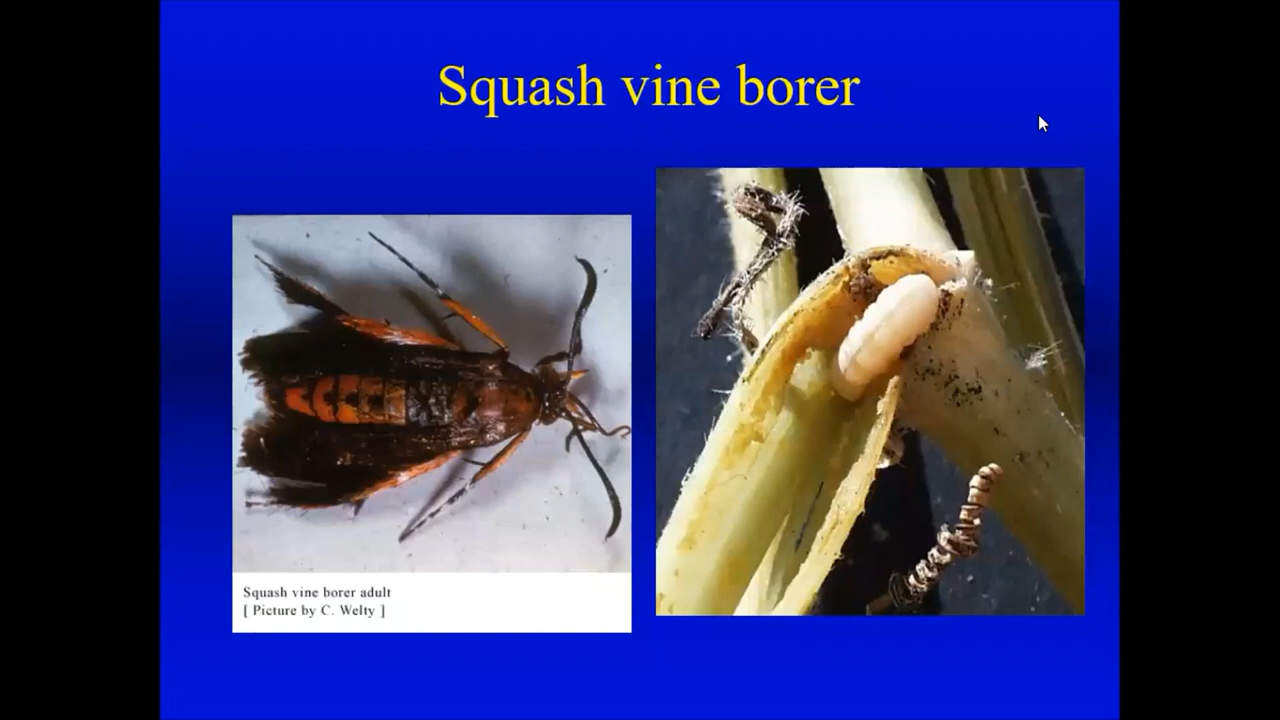 Squash vine borer
Squash vine borer adult
[ Picture by C. Welty ]